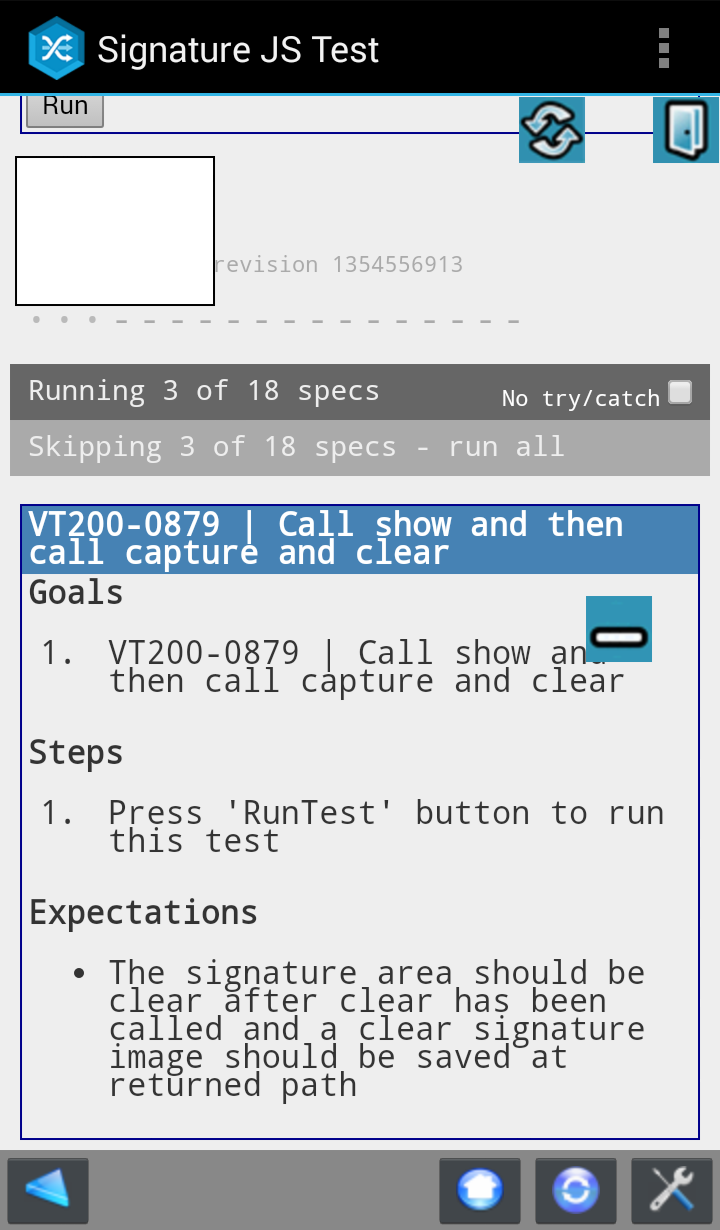 Signature JS Test
Run
revision 1354556913
• • • - - - - - - - - - - - - - - -
Running 3 of 18 specs
No try/catch
Skipping 3 of 18 specs - run all
VT200-0879 | Call show and then
call capture and clear
Goals
1. VT200-0879 | Call show and
then call capture and clear
Steps
1. Press 'RunTest' button to run
this test
Expectations
• The signature area should be
clear after clear has been
called and a clear signature
image should be saved at
returned path